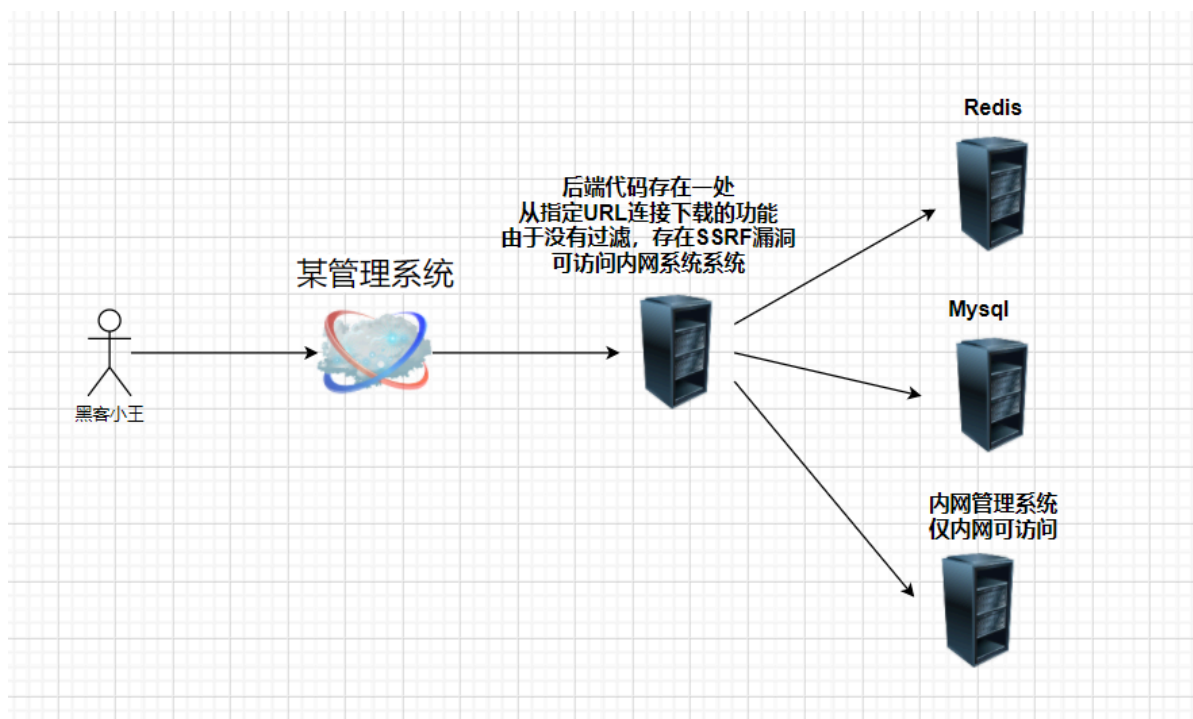 黑客小王
某管理系统
后端代码存在一处
从指定URL连接下载的功能
由于没有过滤，存在SSRF漏洞
可访问内网系统系统
Redis
Mysql
内网管理系统
仅内网可访问